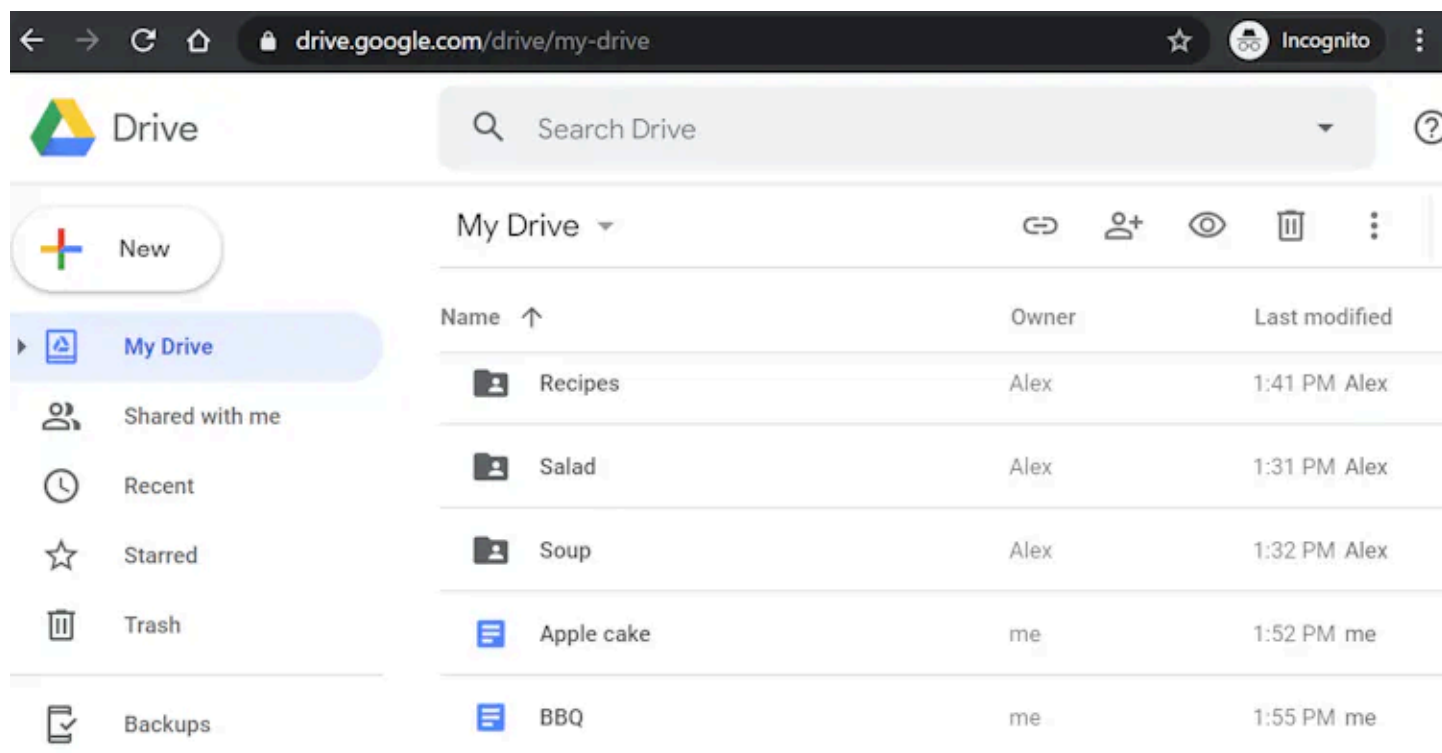 drive.google.com/drive/my-drive Incognito
Drive Search Drive
My Drive
New
Name Owner Last modified
My Drive
Recipes Alex 1:41 PM Alex
Shared with me
Salad Alex 1:31 PM Alex
Recent
Soup Alex 1:32 PM Alex
Starred
Trash
Apple cake me 1:52 PM me
Backups
BBQ me 1:55 PM me